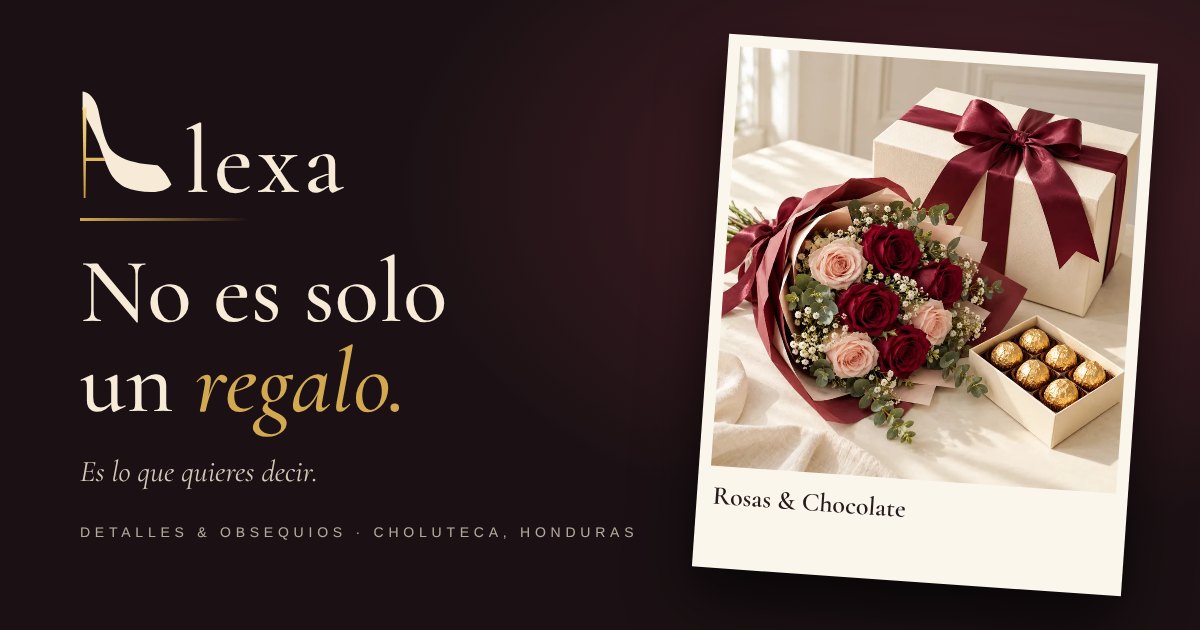 Alexa
No es solo
un regalo.
Es lo que quieres decir.
DETALLES & OBSEQUIOS · CHOLUTECA, HONDURAS
Rosas & Chocolate